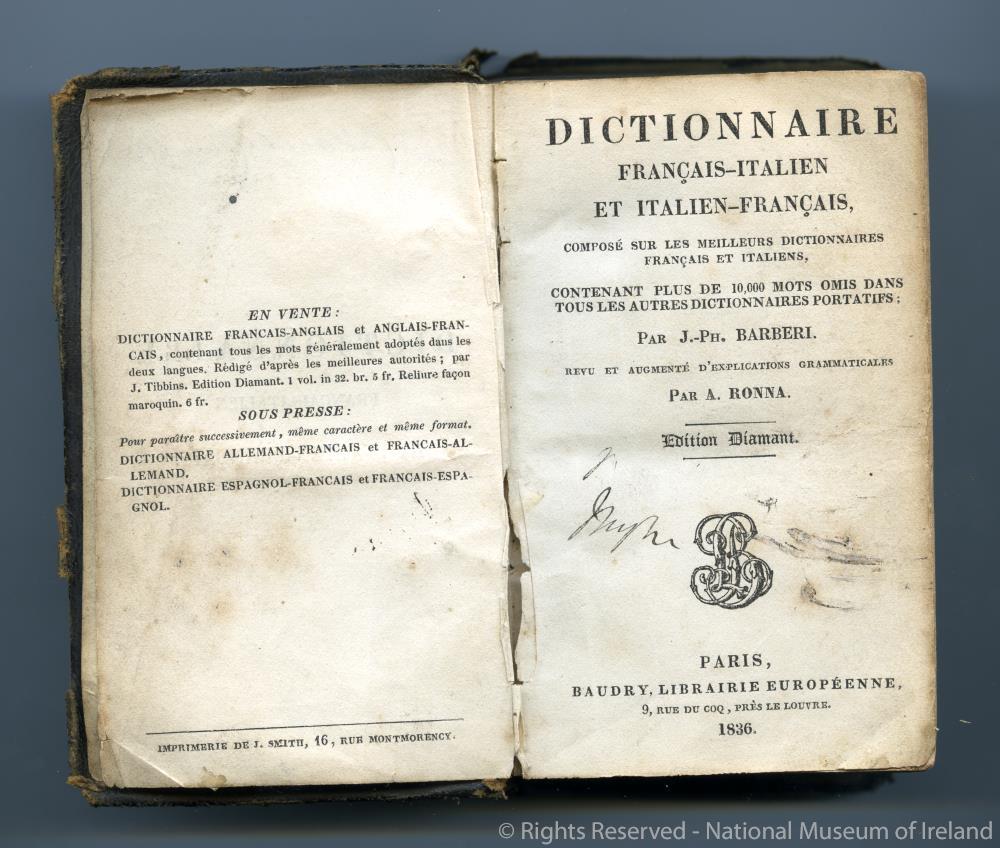 EN VENTE :
DICTIONNAIRE FRANCAIS-ANGLAIS et ANGLAIS-FRAN-
CAIS, contenant tous les mots généralement adoptés dans les
deux langues. Rédigé d'après les meilleures autorités ; par
J. Tibbins. Edition Diamant. 1 vol. in 32. br. 5 fr. Reliure façon
maroquin. 6 fr.
SOUS PRESSE :
Pour paraître successivement, même caractère et même format.
DICTIONNAIRE ALLEMAND-FRANCAIS et FRANCAIS-AL-
LEMAND.
DICTIONNAIRE ESPAGNOL-FRANCAIS et FRANCAIS-ESPA-
GNOL.
IMPRIMERIE DE J. SMITH, 16, RUE MONTMORENCY.
DICTIONNAIRE
FRANÇAIS-ITALIEN
ET ITALIEN-FRANÇAIS,
COMPOSÉ SUR LES MEILLEURS DICTIONNAIRES
FRANÇAIS ET ITALIENS,
CONTENANT PLUS DE 10,000 MOTS OMIS DANS
TOUS LES AUTRES DICTIONNAIRES PORTATIFS ;
PAR J.-PH. BARBERI.
REVU ET AUGMENTÉ D'EXPLICATIONS GRAMMATICALES
PAR A. RONNA.
Edition Diamant.
PARIS,
BAUDRY, LIBRAIRIE EUROPÉENNE,
9, RUE DU COQ, PRÈS LE LOUVRE.
1836.
© Rights Reserved - National Museum of Ireland